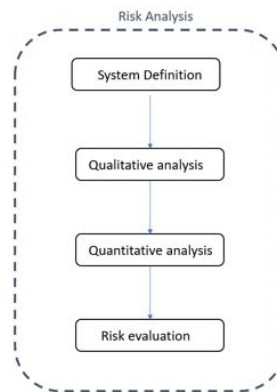 Risk Analysis
System Definition
Qualitative analysis
Quantitative analysis
Risk evaluation